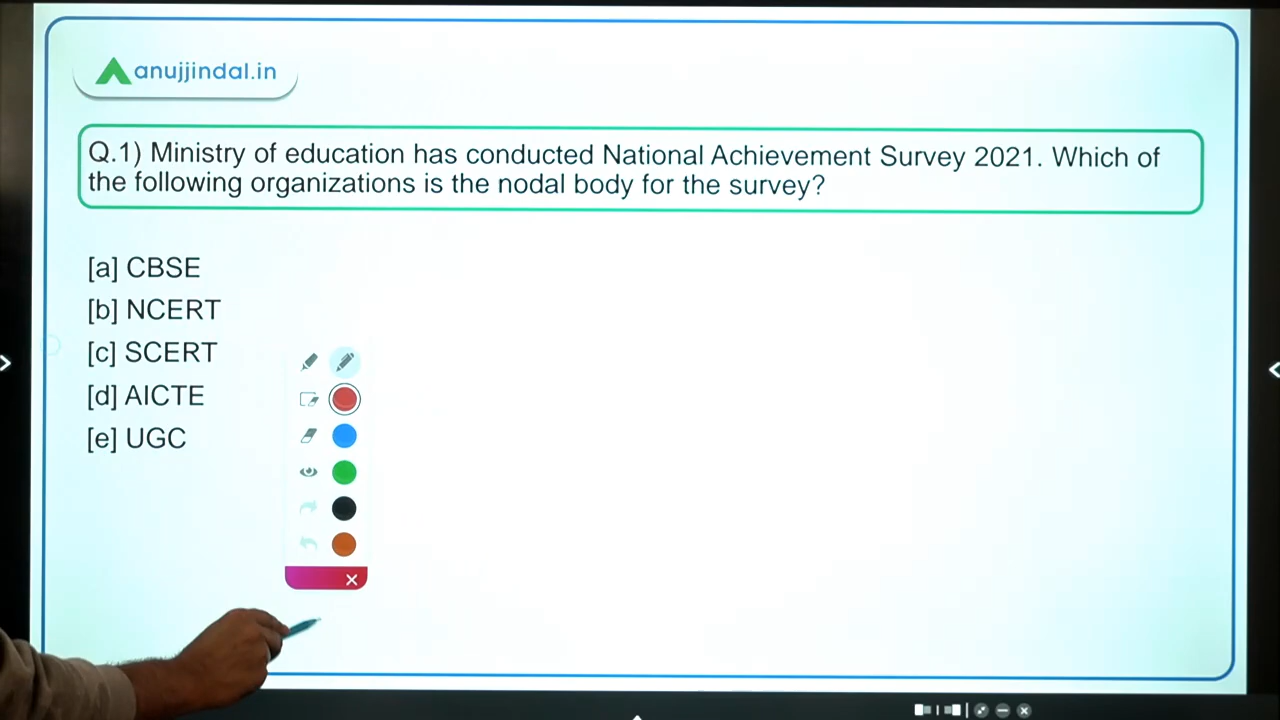 anujjindal.in
Q.1) Ministry of education has conducted National Achievement Survey 2021. Which of
the following organizations is the nodal body for the survey?
[a] CBSE
[b] NCERT
[c] SCERT
[d] AICTE
[e] UGC